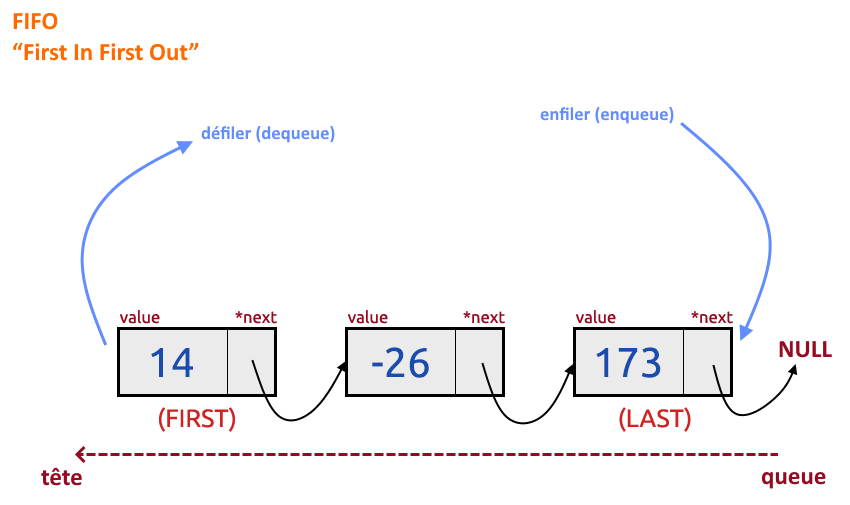 FIFO
“First In First Out”
défiler (dequeue)
enfiler (enqueue)
value *next value *next value *next
14 -26 173 NULL
(FIRST) (LAST)
tête queue